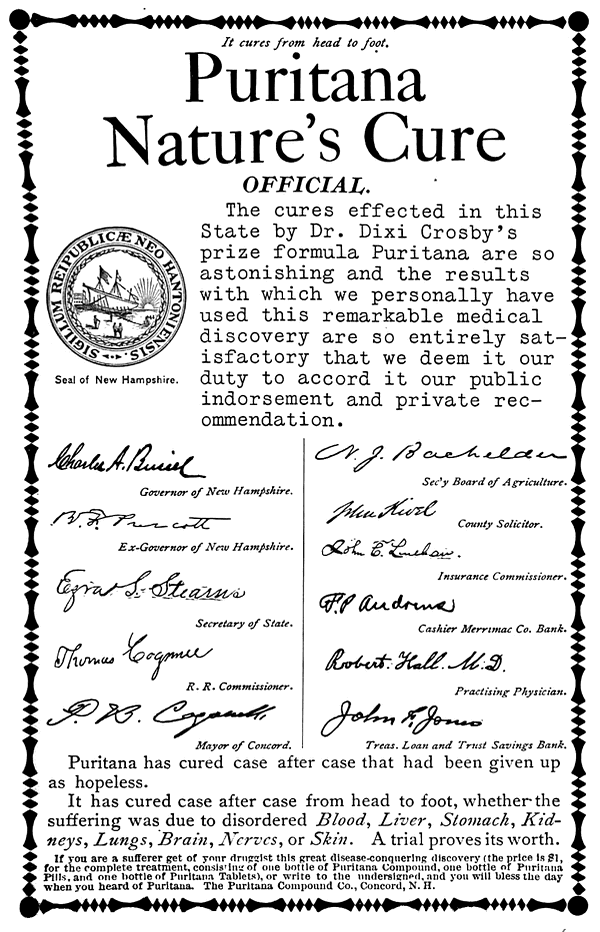 It cures from head to foot.
Puritana
Nature's Cure
OFFICIAL.
SIGILLUM REIPUBLICÆ NEO HANTONIENSIS
Seal of New Hampshire.
The cures effected in this
State by Dr. Dixi Crosby's
prize formula Puritana are so
astonishing and the results
with which we personally have
used this remarkable medical
discovery are so entirely sat-
isfactory that we deem it our
duty to accord it our public
indorsement and private rec-
ommendation.
Charles A. Busiel
Governor of New Hampshire.
B. F. Prescott
Ex-Governor of New Hampshire.
Ezra S. Stearns
Secretary of State.
Thomas Cogswell
R. R. Commissioner.
P. B. Cogswell
Mayor of Concord.
N. J. Bachelder
Sec'y Board of Agriculture.
John Kivel
County Solicitor.
John C. Linehan.
Insurance Commissioner.
F. P. Andrews
Cashier Merrimac Co. Bank.
Robert. Hall. M.D.
Practising Physician.
John F. Jones
Treas. Loan and Trust Savings Bank.
Puritana has cured case after case that had been given up
as hopeless.
It has cured case after case from head to foot, whether the
suffering was due to disordered Blood, Liver, Stomach, Kid-
neys, Lungs, Brain, Nerves, or Skin. A trial proves its worth.
If you are a sufferer get of your druggist this great disease-conquering discovery (the price is $1,
for the complete treatment, consisting of one bottle of Puritana Compound, one bottle of Puritana
Pills, and one bottle of Puritana Tablets), or write to the undersigned, and you will bless the day
when you heard of Puritana. The Puritana Compound Co., Concord, N. H.